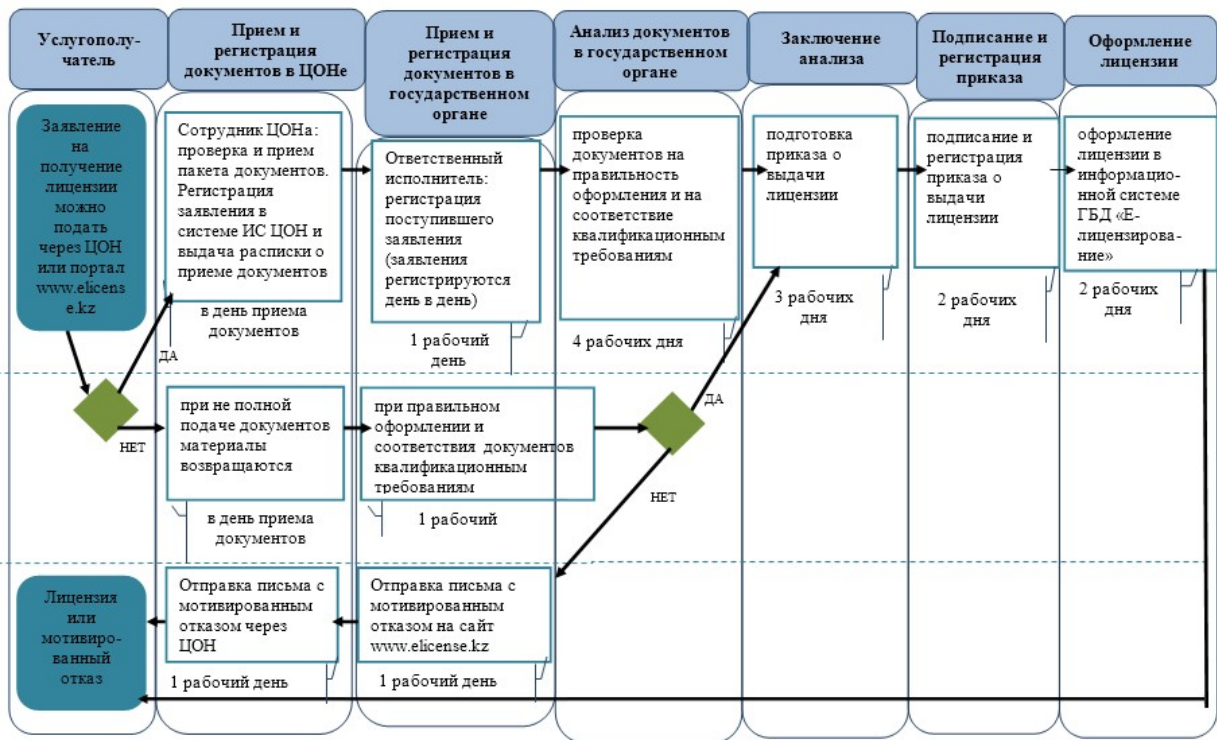 Услугополу-
чатель
Прием и
регистрация
документов в ЦОНе
Прием и
регистрация
документов в
государственном
органе
Анализ документов
в государственном
органе
Заключение
анализа
Подписание и
регистрация
приказа
Оформление
лицензии
Заявление
на
получение
лицензии
можно
подать
через ЦОН
или портал
www.elicens
e.kz
Сотрудник ЦОНа:
проверка и прием
пакета документов.
Регистрация
заявления в
системе ИС ЦОН и
выдача расписки о
приеме документов
Ответственный
исполнитель:
регистрация
поступившего
заявления
(заявления
регистрируются
день в день)
проверка
документов на
правильность
оформления и на
соответствие
квалификационным
требованиям
подготовка
приказа о
выдачи
лицензии
подписание и
регистрация
приказа о
выдачи
лицензии
оформление
лицензии в
информацио-
нной системе
ГБД «Е-
лицензирова-
ние»
в день приема
документов
1 рабочий
день
4 рабочих дня
3 рабочих
дня
2 рабочих
дня
2 рабочих
дня
ДА
НЕТ
при не полной
подаче документов
материалы
возвращаются
при правильном
оформлении и
соответствия документов
квалификационным
требованиям
ДА
НЕТ
в день приема
документов
1 рабочий
Лицензия
или
мотивиро-
ванный
отказ
Отправка письма с
мотивированным
отказом через
ЦОН
Отправка письма с
мотивированным
отказом на сайт
www.elicense.kz
1 рабочий день
1 рабочий день